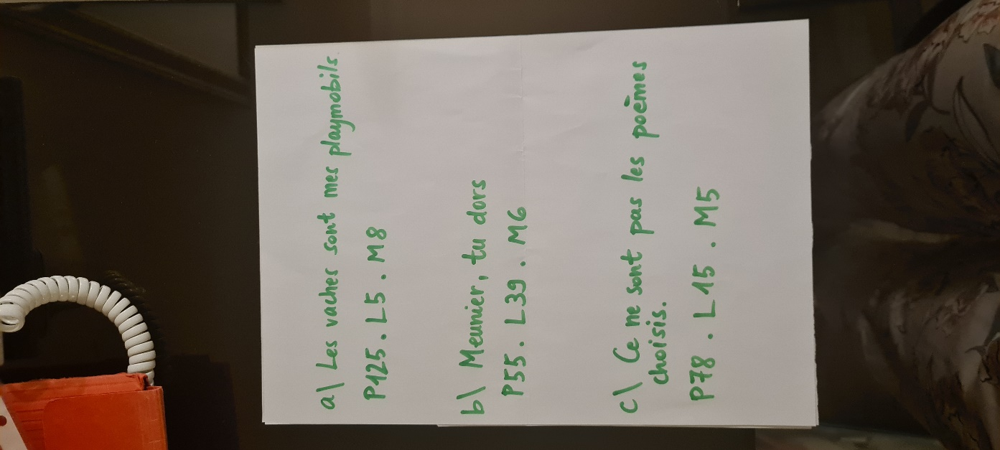 a\ Les vaches sont mes playmobils.
P125.L5.M8
b\ Meunier, tu dors
P55.L39.M6
c\ Ce ne sont pas les poèmes
choisis.
P78.L15.M5